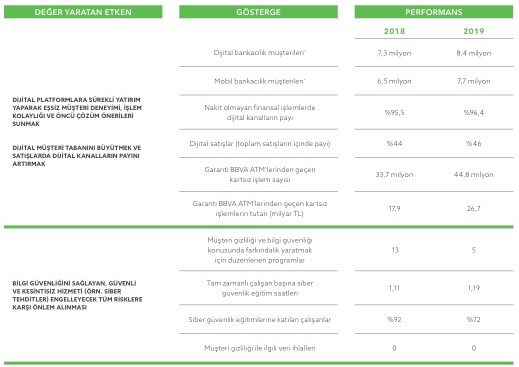 DEĞER YARATAN ETKEN
GÖSTERGE
PERFORMANS
2018
2019
Dijital bankacılık müşterileri*
7,3 milyon
8,4 milyon
Mobil bankacılık müşterileri*
6,5 milyon
7,7 milyon
DİJİTAL PLATFORMLARA SÜREKLİ YATIRIM
YAPARAK EŞSİZ MÜŞTERİ DENEYİMİ, İŞLEM
KOLAYLIĞI VE ÖNCÜ ÇÖZÜM ÖNERİLERİ
SUNMAK
DİJİTAL MÜŞTERİ TABANINI BÜYÜTMEK VE
SATIŞLARDA DİJİTAL KANALLARIN PAYINI
ARTIRMAK
Nakit olmayan finansal işlemlerde
dijital kanalların payı
%95,5
%96,4
Dijital satışlar (toplam satışların içinde payı)
%44
%46
Garanti BBVA ATM'lerinden geçen
kartsız işlem sayısı
33,7 milyon
44,8 milyon
Garanti BBVA ATM'lerinden geçen kartsız
işlemlerin tutarı (milyar TL)
17,9
26,7
Müşteri gizliliği ve bilgi güvenliği
konusunda farkındalık yaratmak
için düzenlenen programlar
13
5
BİLGİ GÜVENLİĞİNİ SAĞLAYAN, GÜVENLİ
VE KESİNTİSİZ HİZMETİ (ÖRN. SİBER
TEHDİTLER) ENGELLEYECEK TÜM RİSKLERE
KARŞI ÖNLEM ALINMASI
Tam zamanlı çalışan başına siber
güvenlik eğitim saatleri
1,11
1,19
Siber güvenlik eğitimlerine katılan çalışanlar
%92
%72
Müşteri gizliliği ile ilgili veri ihlalleri
0
0